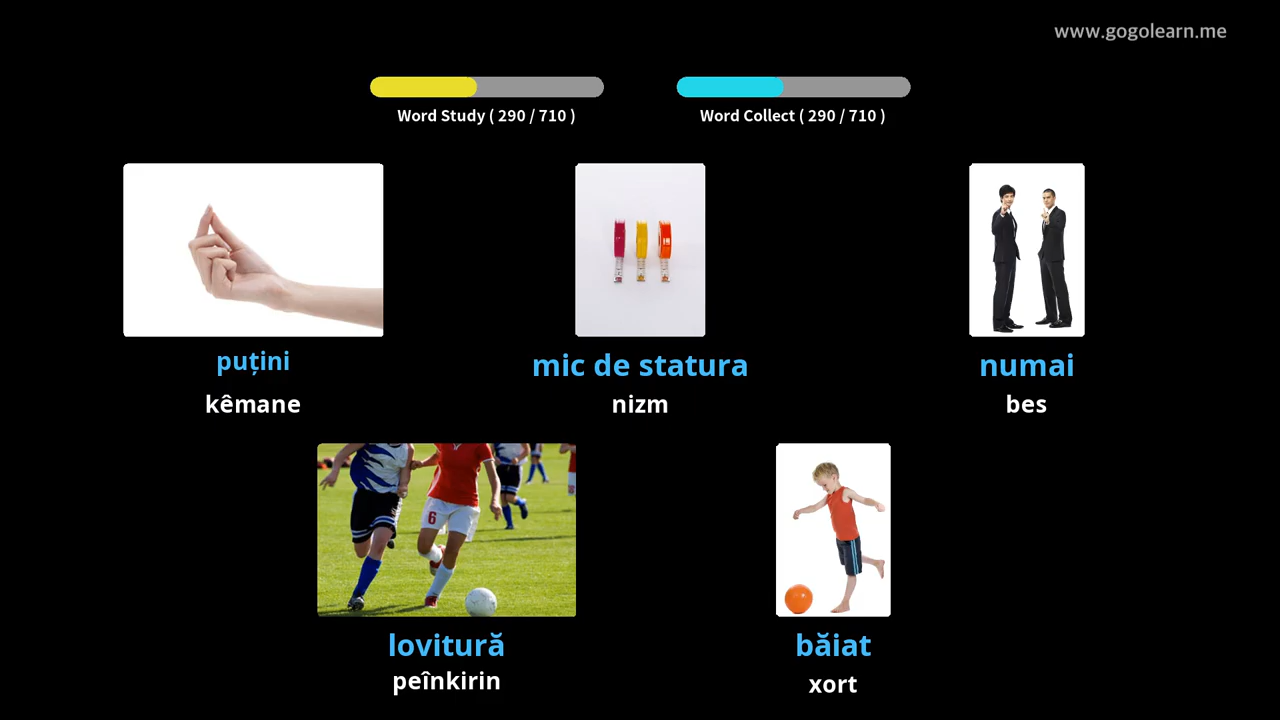 www.gogolearn.me
Word Study ( 290 / 710 )
Word Collect ( 290 / 710 )
puțini
kêmane
mic de statura
nizm
numai
bes
lovitură
peînkirin
băiat
xort